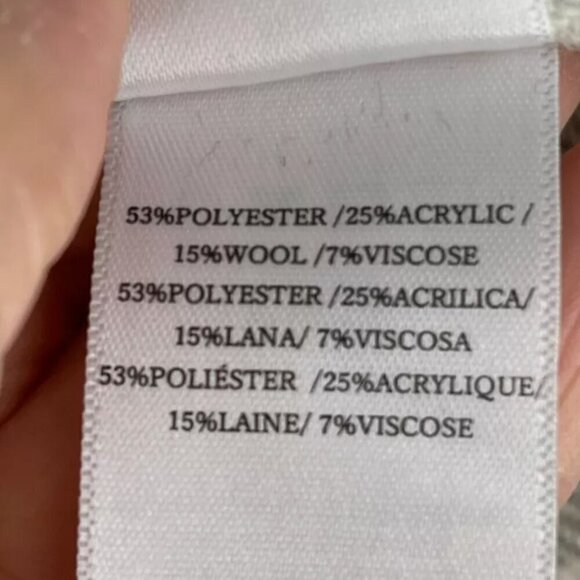 53%POLYESTER /25%ACRYLIC /
15%WOOL /7%VISCOSE
53%POLYESTER /25%ACRILICA/
15%LANA/ 7%VISCOSA
53%POLIÉSTER /25%ACRYLIQUE/
15%LAINE/ 7%VISCOSE